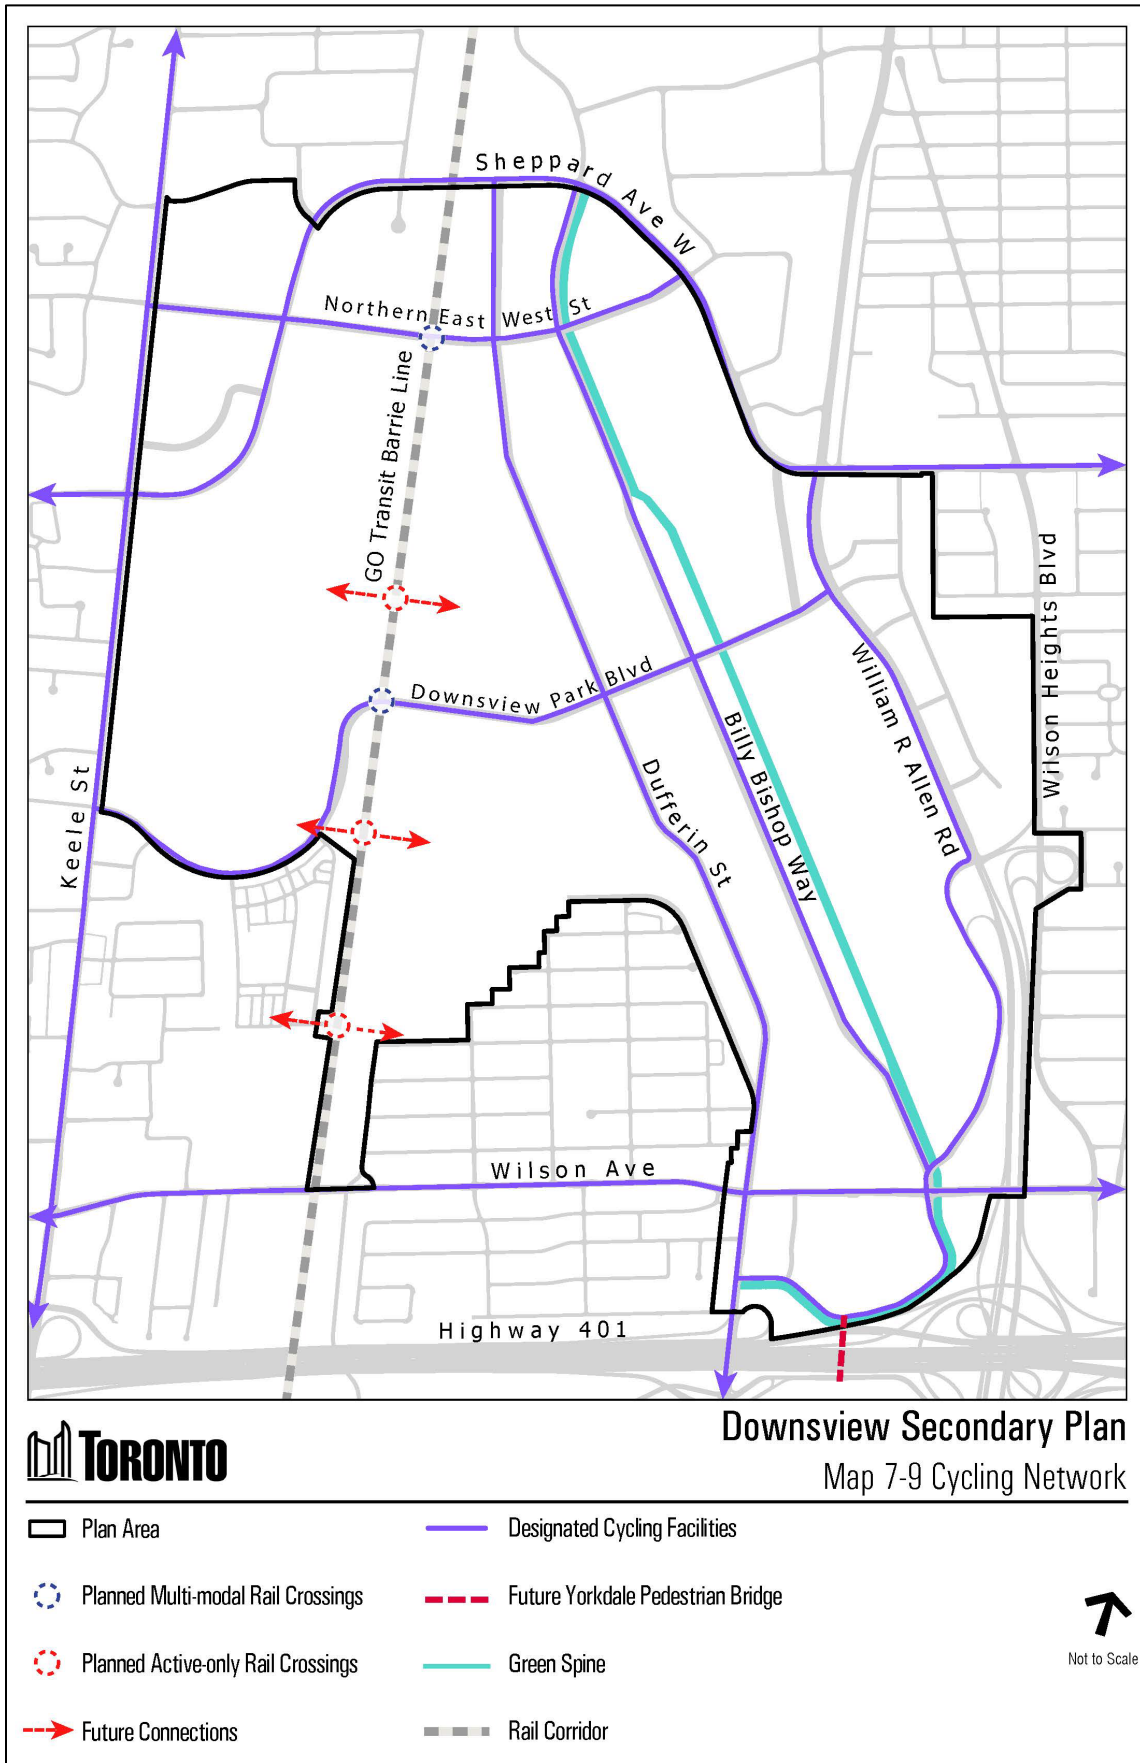 Sheppard Ave W
Northern East West St
GO Transit Barrie Line
Wilson Heights Blvd
William R Allen Rd
Downsview Park Blvd
Billy Bishop Way
Dufferin St
Keele St
Wilson Ave
Highway 401
TORONTO
Downsview Secondary Plan
Map 7-9 Cycling Network
Plan Area
Designated Cycling Facilities
Planned Multi-modal Rail Crossings
Future Yorkdale Pedestrian Bridge
Planned Active-only Rail Crossings
Green Spine
Not to Scale
Future Connections
Rail Corridor